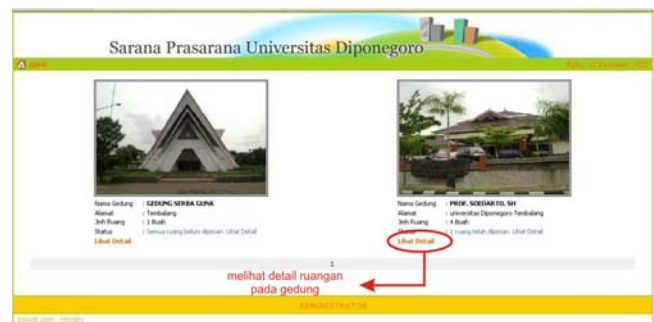 Sarana Prasarana Universitas Diponegoro
HOME
Nama Gedung : GEDUNG SERBA GUNA
Alamat : Tembalang
Jmlh Ruang : 1 Buah
Status : Semua ruang belum dipesan. Lihat Detail
Lihat Detail
Nama Gedung : PROF. SOEDARTO, SH
Alamat : universitas Diponegoro Tembalang
Jmlh Ruang : 4 Buah
Status : 1 ruang telah dipesan. Lihat Detail
Lihat Detail
1
melihat detail ruangan
pada gedung
ADMINISTRATOR